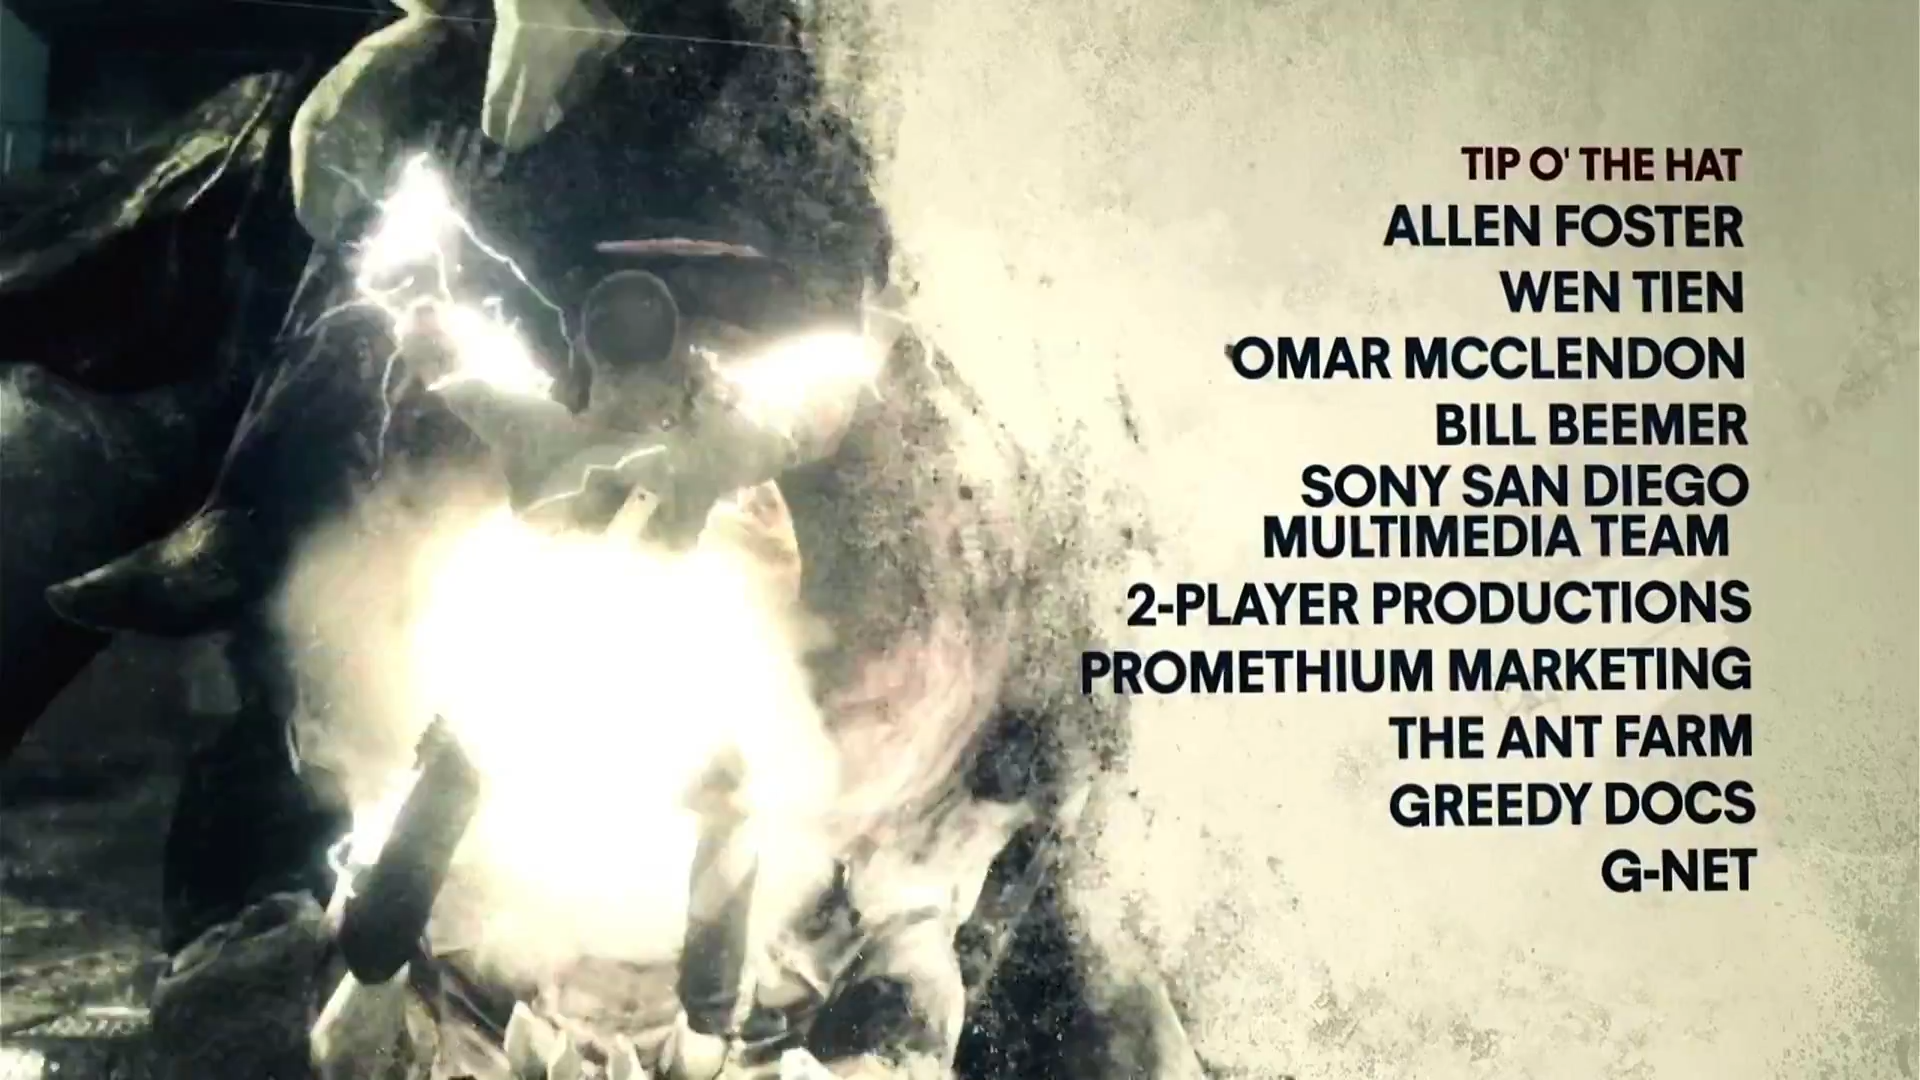 TIP O' THE HAT
ALLEN FOSTER
WEN TIEN
OMAR MCCLENDON
BILL BEEMER
SONY SAN DIEGO
MULTIMEDIA TEAM
2-PLAYER PRODUCTIONS
PROMETHIUM MARKETING
THE ANT FARM
GREEDY DOCS
G-NET